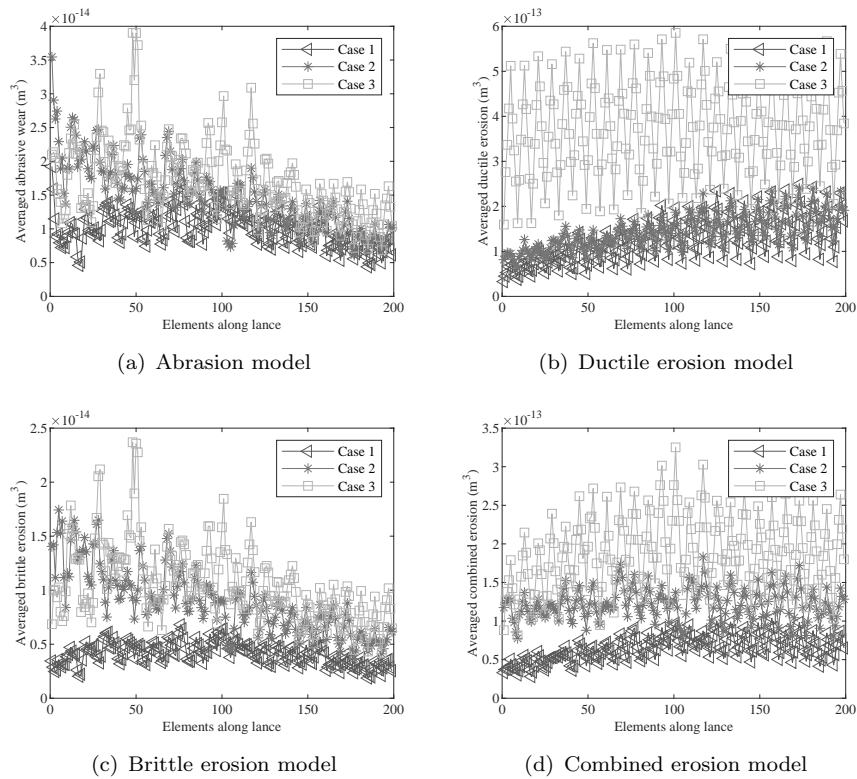 ×10⁻¹⁴
4
3.5
3
2.5
2
1.5
1
0.5
0
Averaged abrasive wear (m³)
Case 1
Case 2
Case 3
0 50 100 150 200
Elements along lance
(a) Abrasion model
×10⁻¹³
6
5
4
3
2
1
0
Averaged ductile erosion (m³)
Case 1
Case 2
Case 3
0 50 100 150 200
Elements along lance
(b) Ductile erosion model
×10⁻¹⁴
2.5
2
1.5
1
0.5
0
Averaged brittle erosion (m³)
Case 1
Case 2
Case 3
0 50 100 150 200
Elements along lance
(c) Brittle erosion model
×10⁻¹³
3.5
3
2.5
2
1.5
1
0.5
0
Averaged combined erosion (m³)
Case 1
Case 2
Case 3
0 50 100 150 200
Elements along lance
(d) Combined erosion model